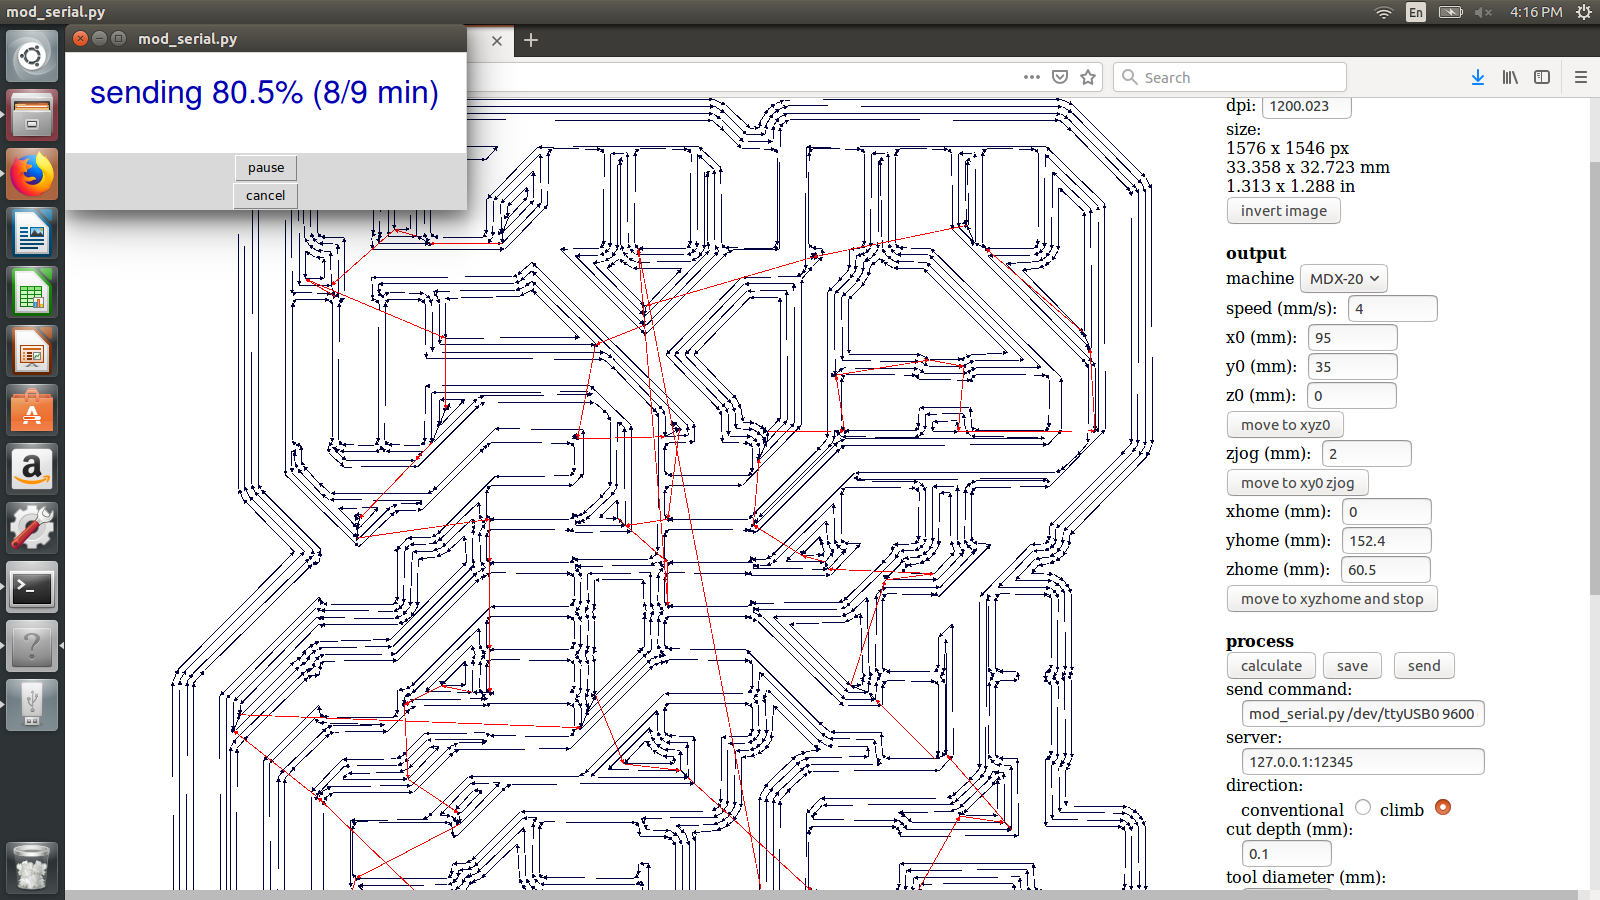 mod_serial.py
En
4:16 PM
mod_serial.py
sending 80.5% (8/9 min)
pause
cancel
Search
dpi: 1200.023
size:
1576 x 1546 px
33.358 x 32.723 mm
1.313 x 1.288 in
invert image
output
machine MDX-20
speed (mm/s): 4
x0 (mm): 95
y0 (mm): 35
z0 (mm): 0
move to xyz0
zjog (mm): 2
move to xy0 zjog
xhome (mm): 0
yhome (mm): 152.4
zhome (mm): 60.5
move to xyzhome and stop
process
calculate save send
send command:
mod_serial.py /dev/ttyUSB0 9600
server:
127.0.0.1:12345
direction:
conventional climb
cut depth (mm):
0.1
tool diameter (mm):